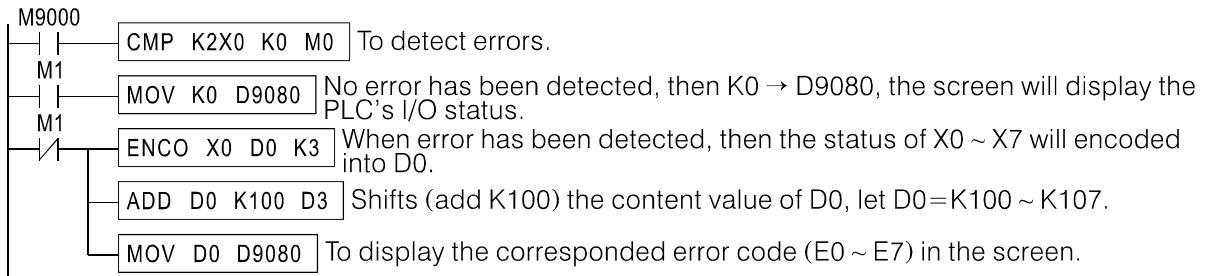 M9000
CMP K2X0 K0 M0 To detect errors.
M1
MOV K0 D9080 No error has been detected, then K0 → D9080, the screen will display the
PLC's I/O status.
M1
ENCO X0 D0 K3 When error has been detected, then the status of X0 ~ X7 will encoded
into D0.
ADD D0 K100 D3 Shifts (add K100) the content value of D0, let D0=K100 ~ K107.
MOV D0 D9080 To display the corresponded error code (E0 ~ E7) in the screen.